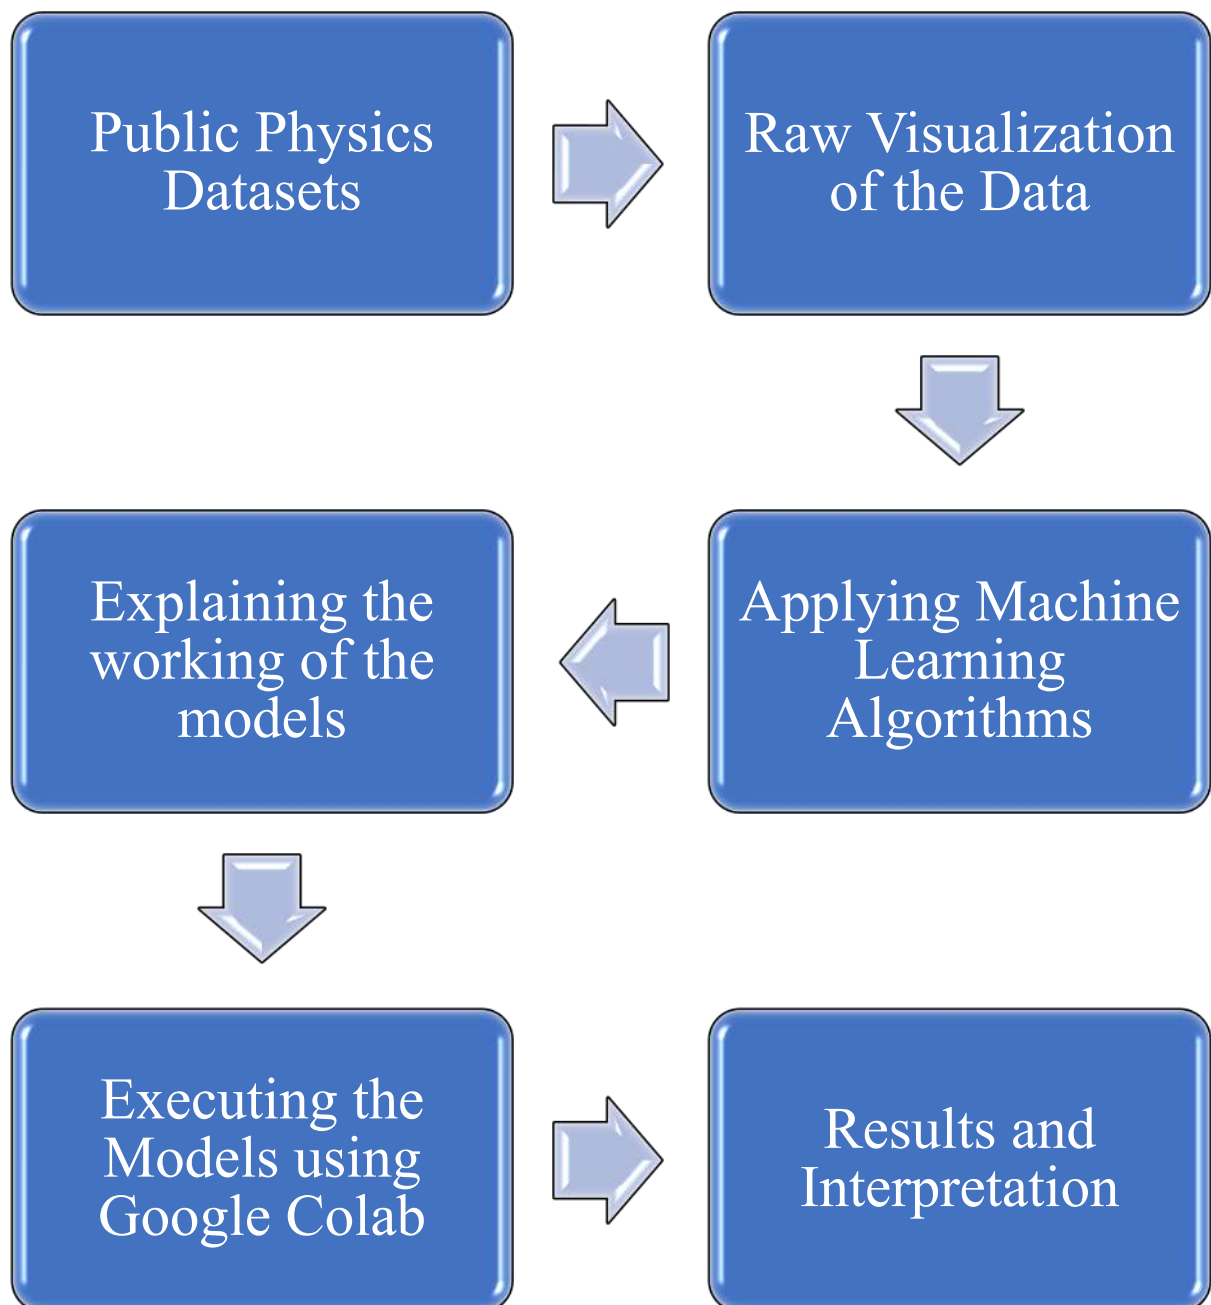 Public Physics
Datasets
Raw Visualization
of the Data
Applying Machine
Learning
Algorithms
Explaining the
working of the
models
Executing the
Models using
Google Colab
Results and
Interpretation